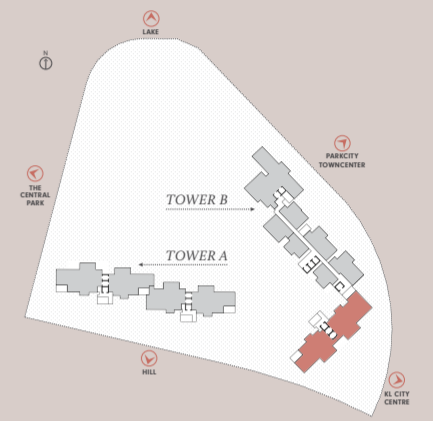 LAKE
N
PARKCITY
TOWNCENTER
THE
CENTRAL
PARK
TOWER B
TOWER A
HILL
KL CITY
CENTRE